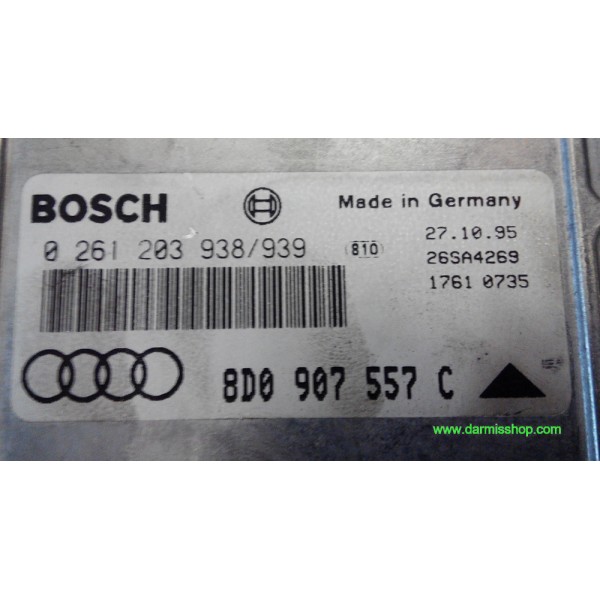 BOSCH
Made in Germany
0 261 203 938/939
810
27.10.95
26SA4269
1761 0735
8D0 907 557 C
www.darmisshop.com